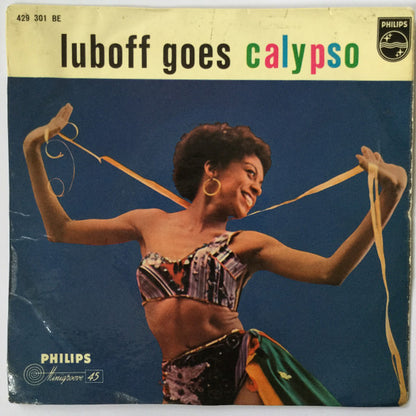 429 301 BE
luboff goes calypso
PHILIPS
PHILIPS
Minigroove 45